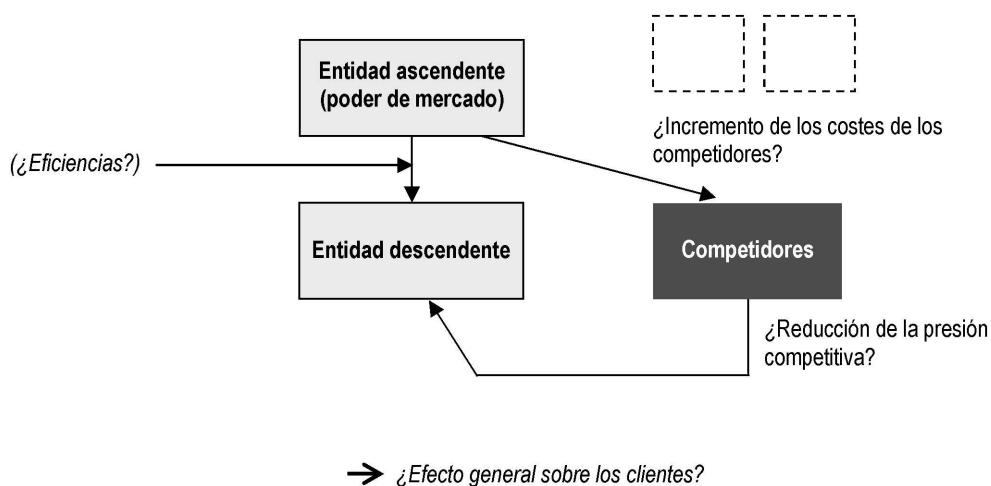 Entidad ascendente
(poder de mercado)
¿Incremento de los costes de los
competidores?
(¿Eficiencias?)
Entidad descendente
Competidores
¿Reducción de la presión
competitiva?
¿Efecto general sobre los clientes?